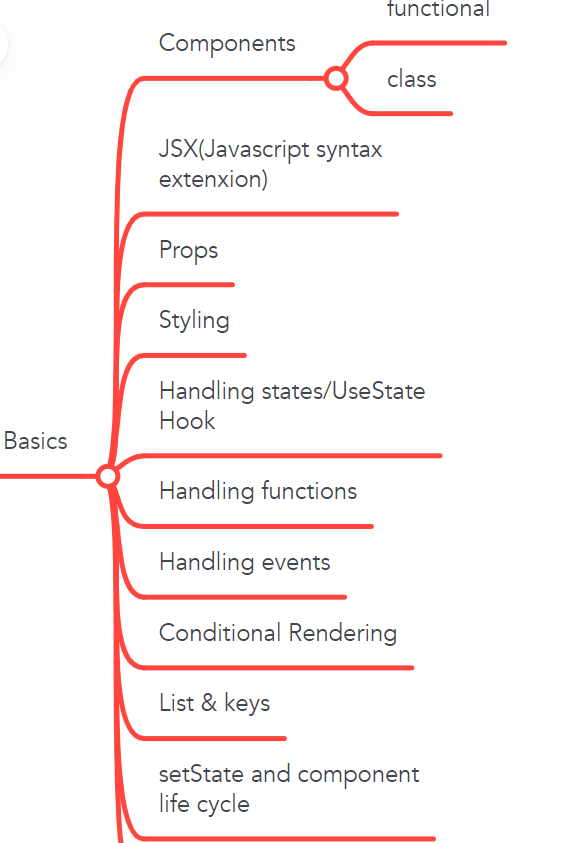 functional
Components
class
JSX(Javascript syntax
extenxion)
Props
Styling
Handling states/UseState
Hook
Basics
Handling functions
Handling events
Conditional Rendering
List & keys
setState and component
life cycle